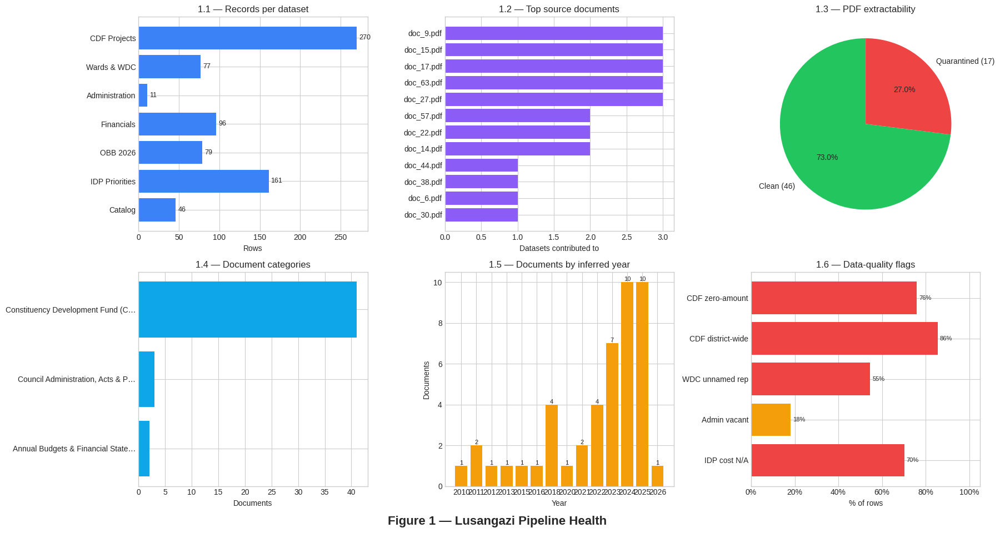 1.1 — Records per dataset
CDF Projects
270
Wards & WDC
77
Administration
11
Financials
96
OBB 2026
79
IDP Priorities
161
Catalog
46
0 50 100 150 200 250
Rows
1.2 — Top source documents
doc_9.pdf
doc_15.pdf
doc_17.pdf
doc_63.pdf
doc_27.pdf
doc_57.pdf
doc_22.pdf
doc_14.pdf
doc_44.pdf
doc_38.pdf
doc_6.pdf
doc_30.pdf
0.0 0.5 1.0 1.5 2.0 2.5 3.0
Datasets contributed to
1.3 — PDF extractability
Quarantined (17)
27.0%
73.0%
Clean (46)
1.4 — Document categories
Constituency Development Fund (C…
Council Administration, Acts & P…
Annual Budgets & Financial State…
0 5 10 15 20 25 30 35 40
Documents
1.5 — Documents by inferred year
Documents
10
8
6
4
2
0
1 2 1 1 1 1 4 1 2 4 7 10 10 1
2010 2011 2012 2013 2015 2016 2018 2020 2021 2022 2023 2024 2025 2026
Year
1.6 — Data-quality flags
CDF zero-amount
76%
CDF district-wide
86%
WDC unnamed rep
55%
Admin vacant
18%
IDP cost N/A
70%
0% 20% 40% 60% 80% 100%
% of rows
Figure 1 — Lusangazi Pipeline Health